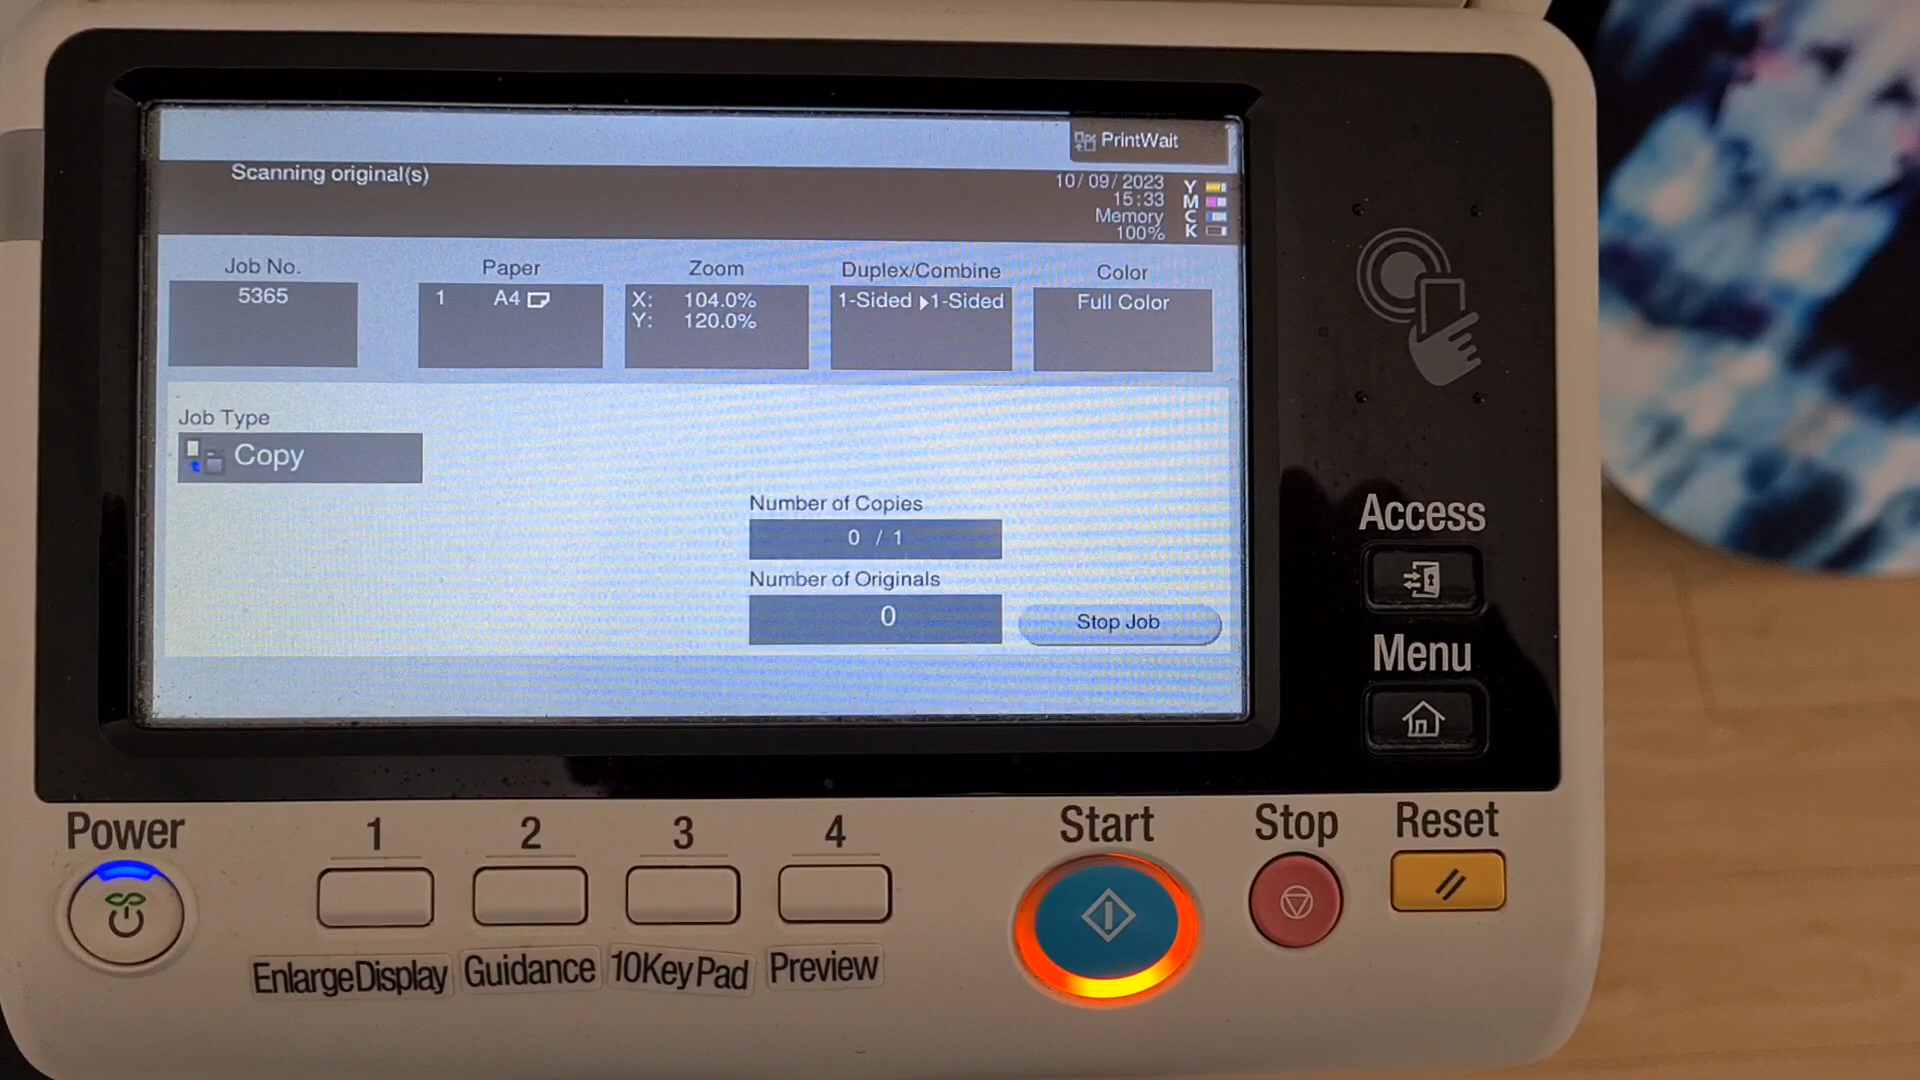 PrintWait
Scanning original(s)
10/09/2023
15:33
Memory
100%
Y
M
C
K
Job No.
5365
Paper
1 A4
Zoom
X: 104.0%
Y: 120.0%
Duplex/Combine
1-Sided ▸1-Sided
Color
Full Color
Job Type
Copy
Number of Copies
0 / 1
Number of Originals
0
Stop Job
Access
Menu
Power
1
2
3
4
Start
Stop
Reset
EnlargeDisplay
Guidance
10KeyPad
Preview